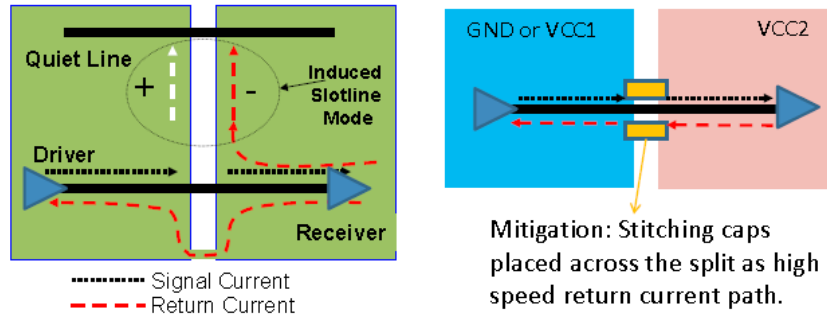 Quiet Line
+
-
Induced
Slotline
Mode
Driver
Receiver
Signal Current
Return Current
GND or VCC1
VCC2
Mitigation: Stitching caps
placed across the split as high
speed return current path.